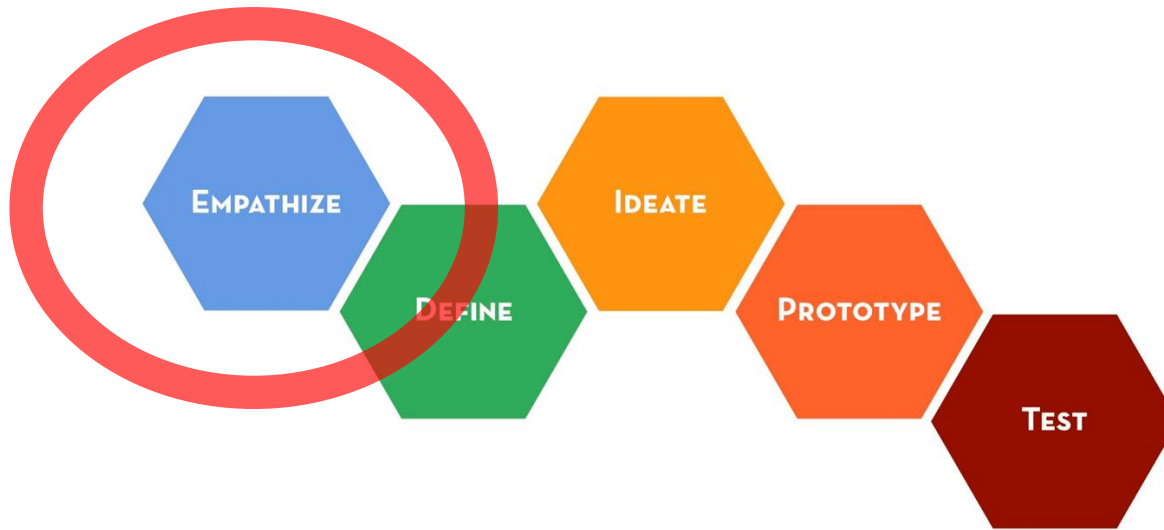 EMPATHIZE
DEFINE
IDEATE
PROTOTYPE
TEST